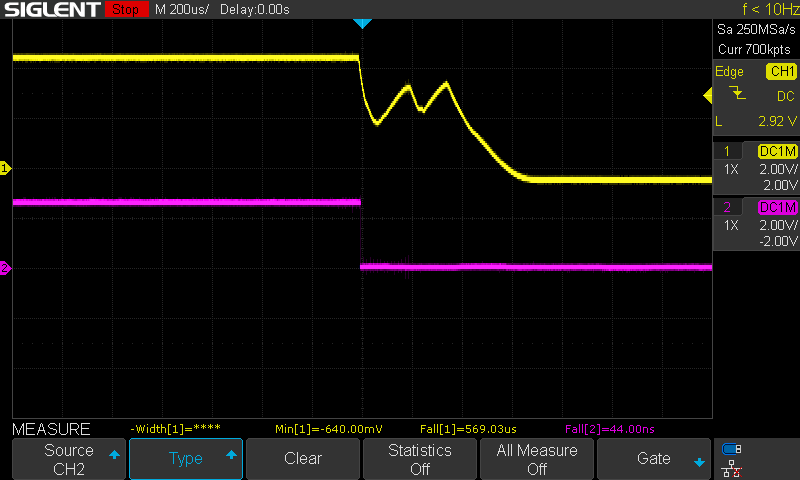 SIGLENT Stop M 200us/ Delay:0.00s f < 10Hz
Sa 250MSa/s
Curr 700kpts
Edge CH1
DC
L 2.92 V
1 DC1M
1X 2.00V/
2.00V
2 DC1M
1X 2.00V/
-2.00V
1
2
MEASURE -Width[1]=**** Min[1]=-640.00mV Fall[1]=569.03us Fall[2]=44.00ns
Source Type Clear Statistics All Measure Gate
CH2 Off Off